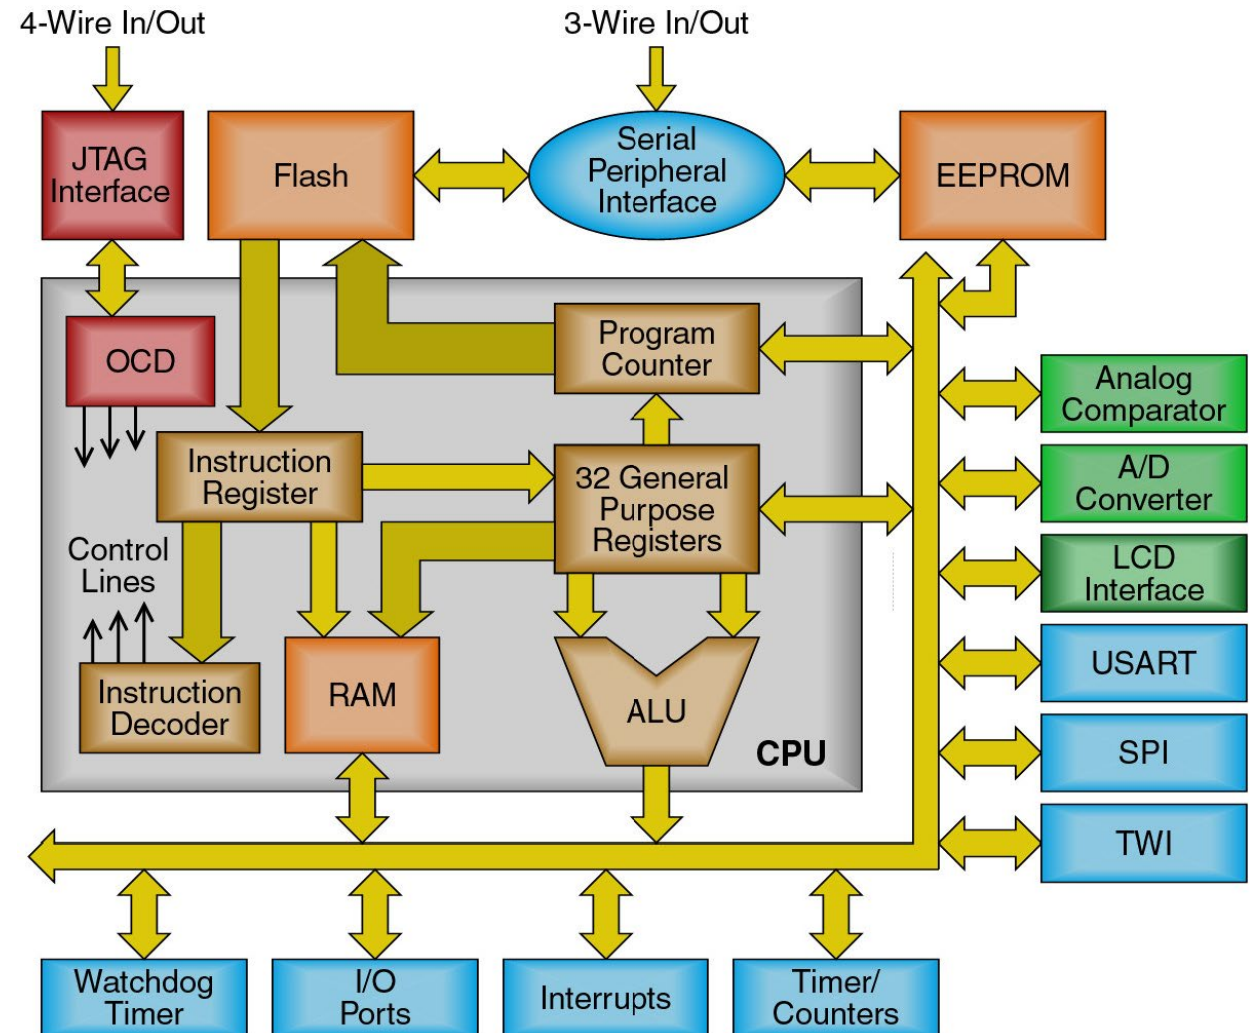 4-Wire In/Out
3-Wire In/Out
JTAG
Interface
Flash
Serial
Peripheral
Interface
EEPROM
OCD
Program
Counter
Analog
Comparator
Instruction
Register
32 General
Purpose
Registers
A/D
Converter
Control
Lines
LCD
Interface
Instruction
Decoder
RAM
ALU
CPU
USART
SPI
TWI
Watchdog
Timer
I/O
Ports
Interrupts
Timer/
Counters